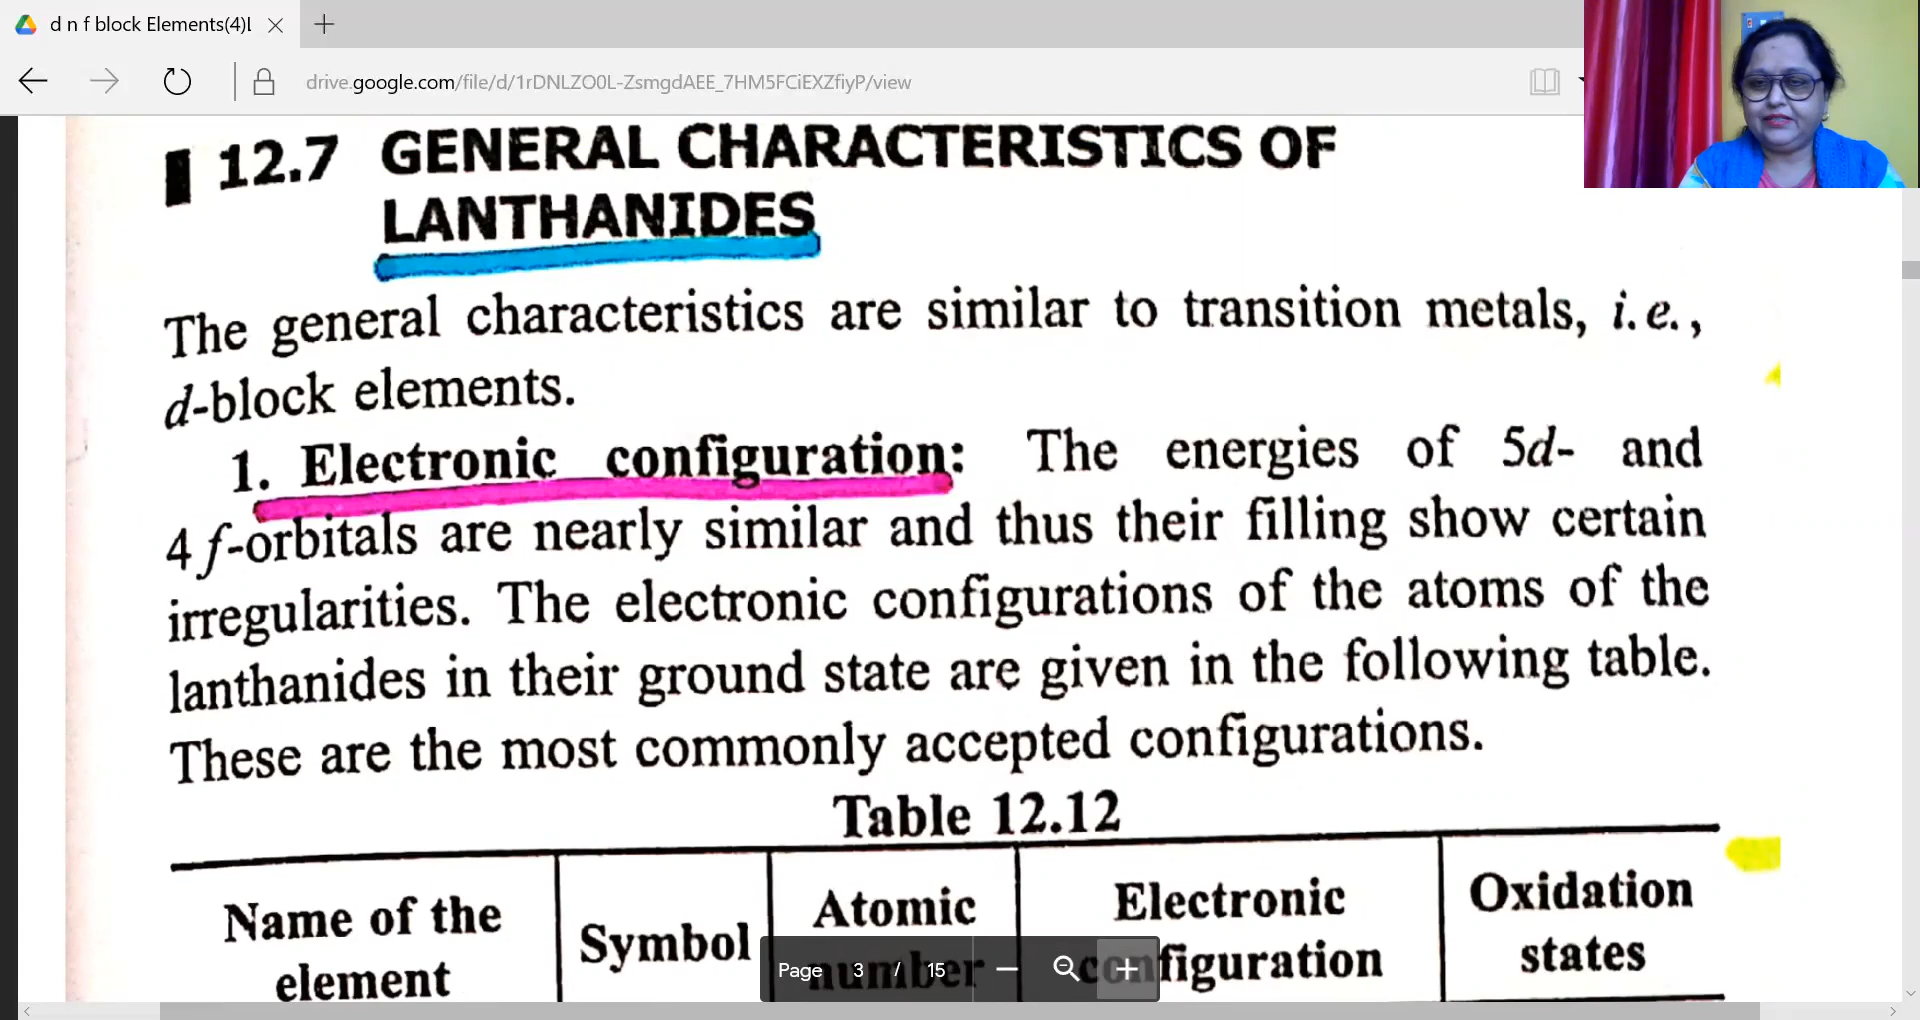 d n f block Elements(4)L
drive.google.com/file/d/1rDNLZO0L-ZsmgdAEE_7HM5FCiEXZfiyP/view
12.7 GENERAL CHARACTERISTICS OF
LANTHANIDES
The general characteristics are similar to transition metals, i.e.,
d-block elements.
1. Electronic configuration: The energies of 5d- and
4f-orbitals are nearly similar and thus their filling show certain
irregularities. The electronic configurations of the atoms of the
lanthanides in their ground state are given in the following table.
These are the most commonly accepted configurations.
Table 12.12
Name of the
element
Symbol
Atomic
number
Electronic
configuration
Oxidation
states
Page 3 / 15